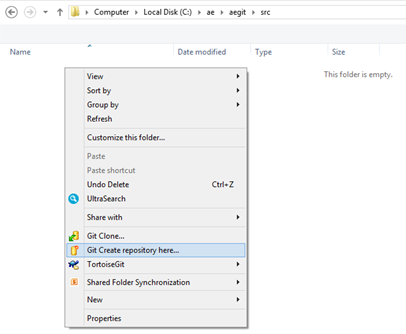 Computer Local Disk (C:) ae aegit src
Name Date modified Type Size
This folder is empty.
View
Sort by
Group by
Refresh
Customize this folder...
Paste
Paste shortcut
Undo Delete Ctrl+Z
UltraSearch
Share with
Git Clone...
Git Create repository here...
TortoiseGit
Shared Folder Synchronization
New
Properties